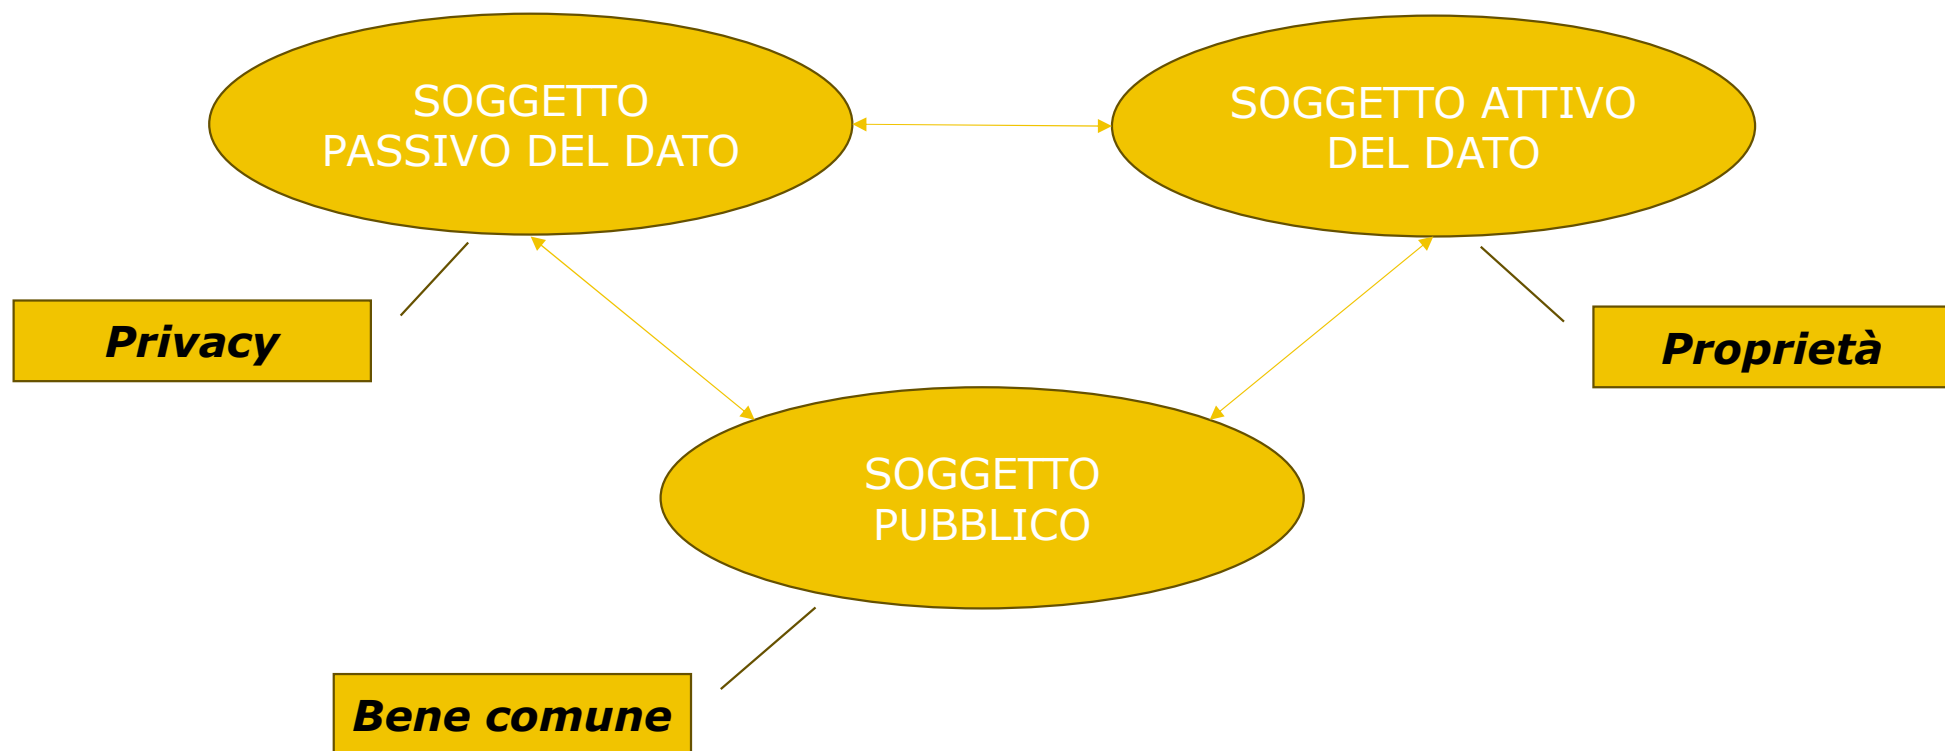 SOGGETTO
PASSIVO DEL DATO
SOGGETTO ATTIVO
DEL DATO
Privacy
Proprietà
SOGGETTO
PUBBLICO
Bene comune